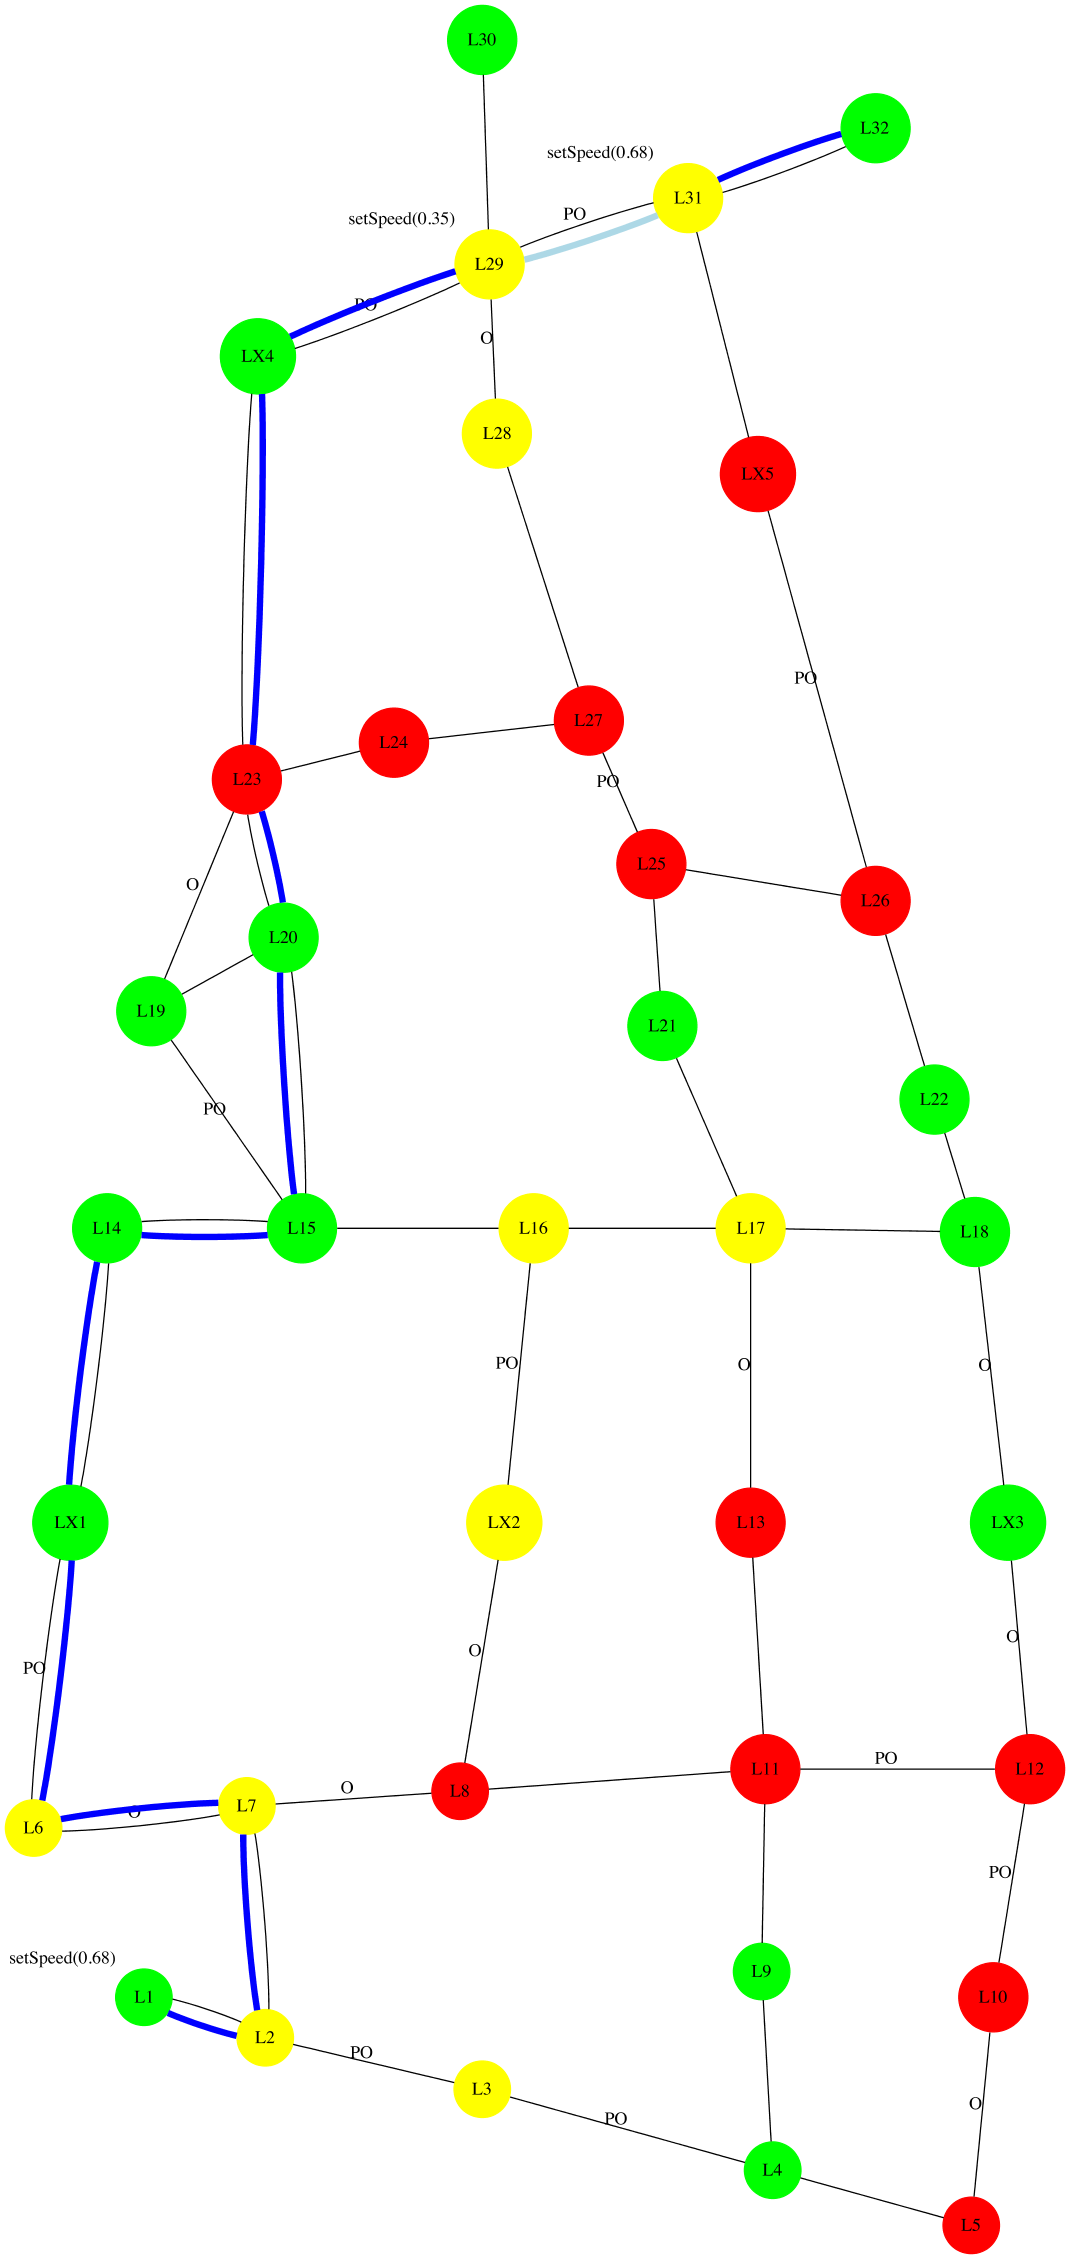 L30
L32
setSpeed(0.68)
L31
PO
setSpeed(0.35)
L29
PO
O
LX4
L28
LX5
PO
L27
L24
L23
PO
L25
O
L26
L20
L19
L21
L22
PO
L14
L15
L16
L17
L18
PO
O
O
LX1
LX2
L13
LX3
O
O
PO
PO
L11
L12
O
L8
L7
O
L6
PO
setSpeed(0.68)
L9
L1
L10
L2
PO
L3
O
PO
L4
L5